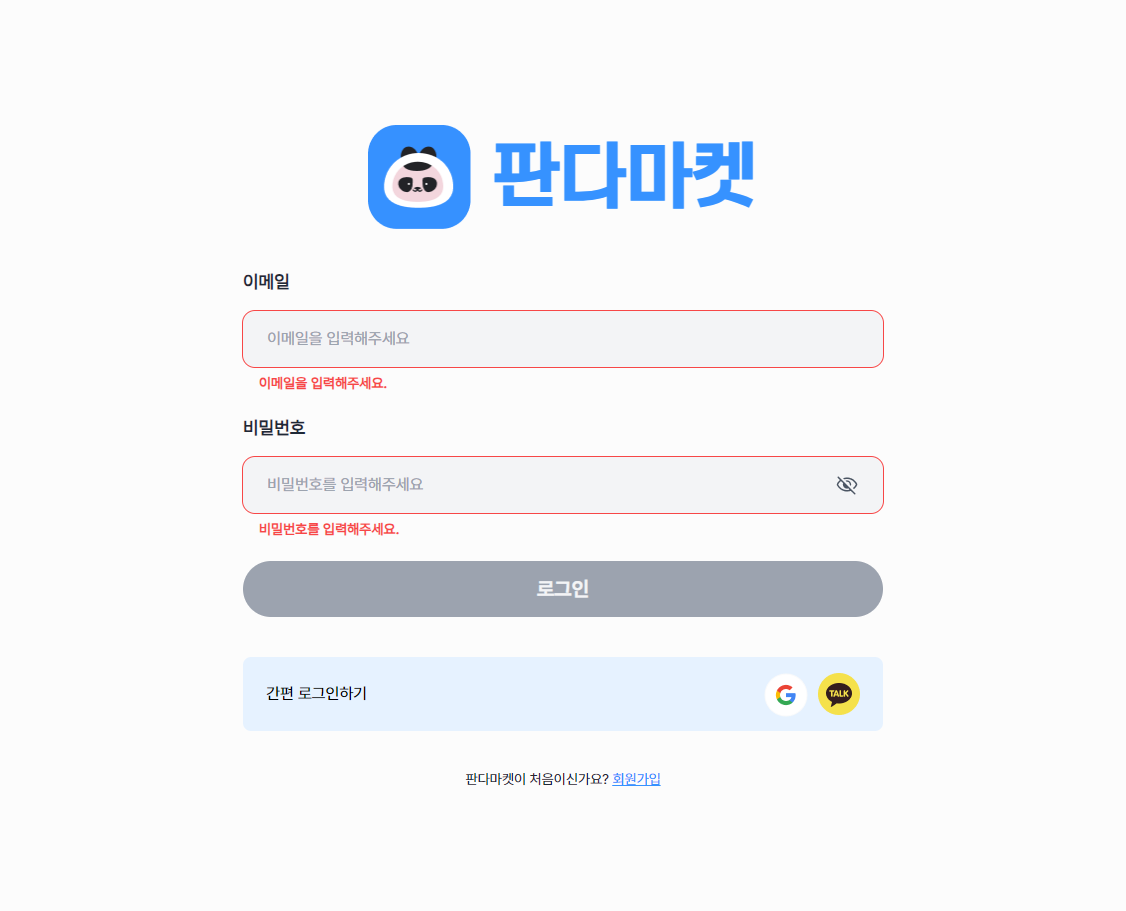 판다마켓
이메일
이메일을 입력해주세요
이메일을 입력해주세요.
비밀번호
비밀번호를 입력해주세요
비밀번호를 입력해주세요.
로그인
간편 로그인하기
G
TALK
판다마켓이 처음이신가요? 회원가입